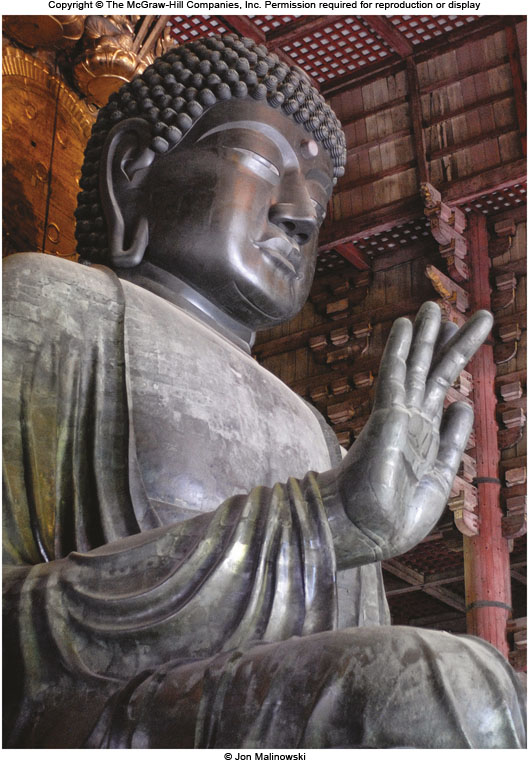 Copyright © The McGraw-Hill Companies, Inc. Permission required for reproduction or display
© Jon Malinowski